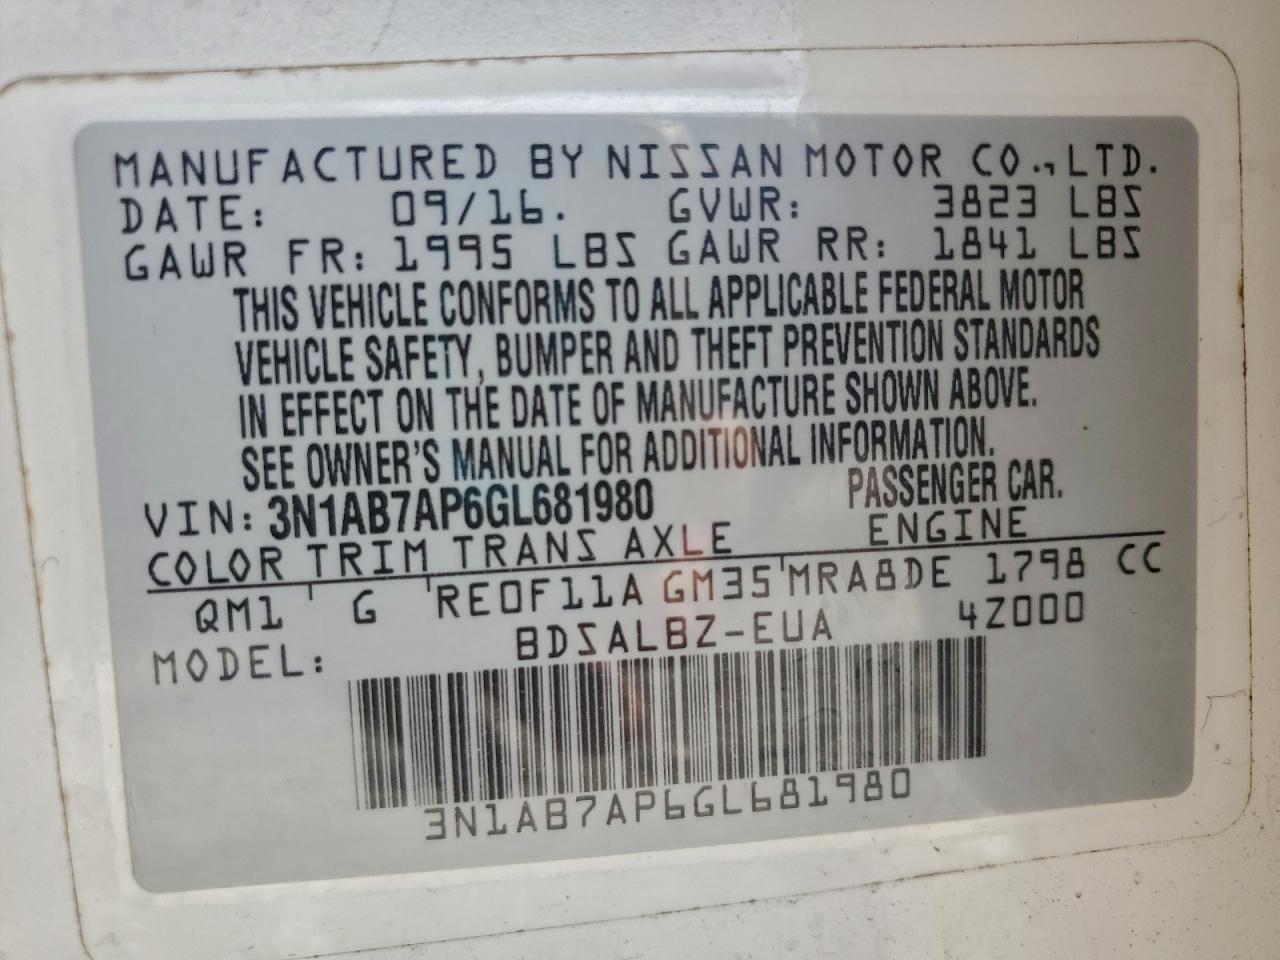 MANUFACTURED BY NISSAN MOTOR CO., LTD.
DATE: 09/16. GVWR: 3823 LBS
GAWR FR: 1995 LBS GAWR RR: 1841 LBS
THIS VEHICLE CONFORMS TO ALL APPLICABLE FEDERAL MOTOR
VEHICLE SAFETY, BUMPER AND THEFT PREVENTION STANDARDS
IN EFFECT ON THE DATE OF MANUFACTURE SHOWN ABOVE.
SEE OWNER'S MANUAL FOR ADDITIONAL INFORMATION.
VIN: 3N1AB7AP6GL681980 PASSENGER CAR.
COLOR TRIM TRANS AXLE ENGINE
QM1 G RE0F11A GM35 MRA8DE 1798 CC
MODEL: BDSALBZ-EUA 4Z000
3N1AB7AP6GL681980